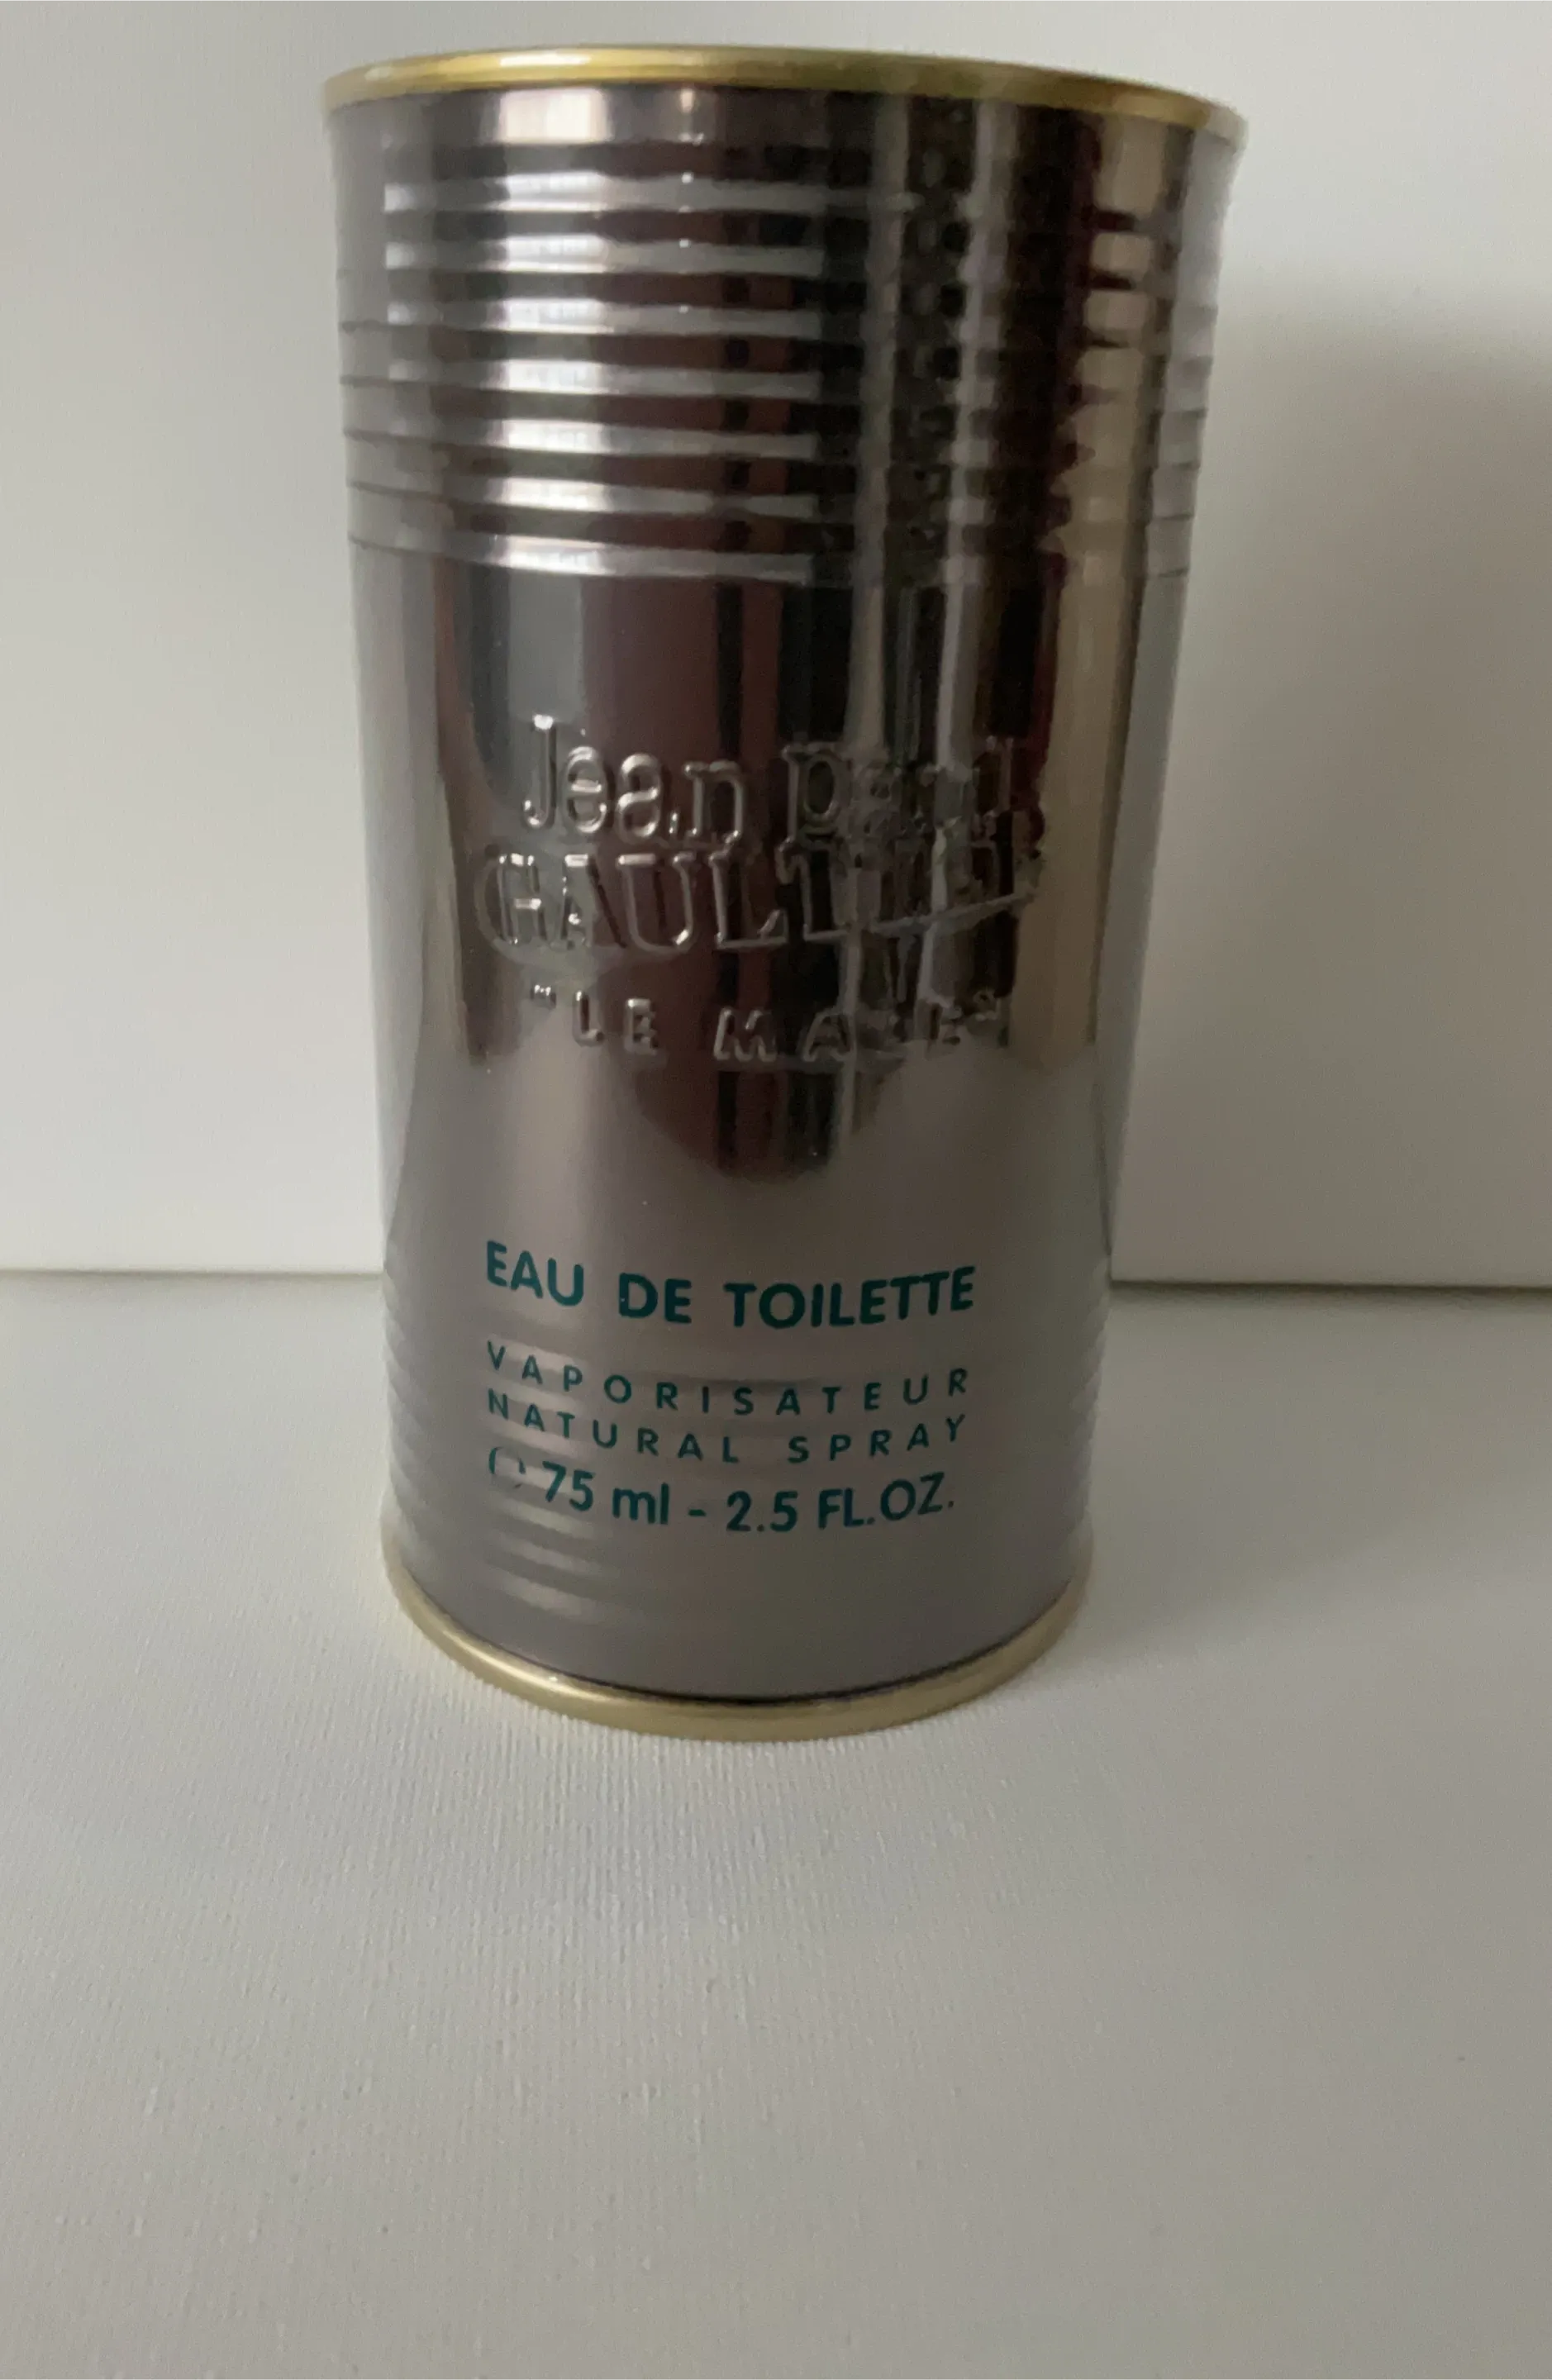 Jean Paul
GAULTIER
"LE MALE"
EAU DE TOILETTE
VAPORISATEUR
NATURAL SPRAY
75 ml - 2.5 FL.OZ.